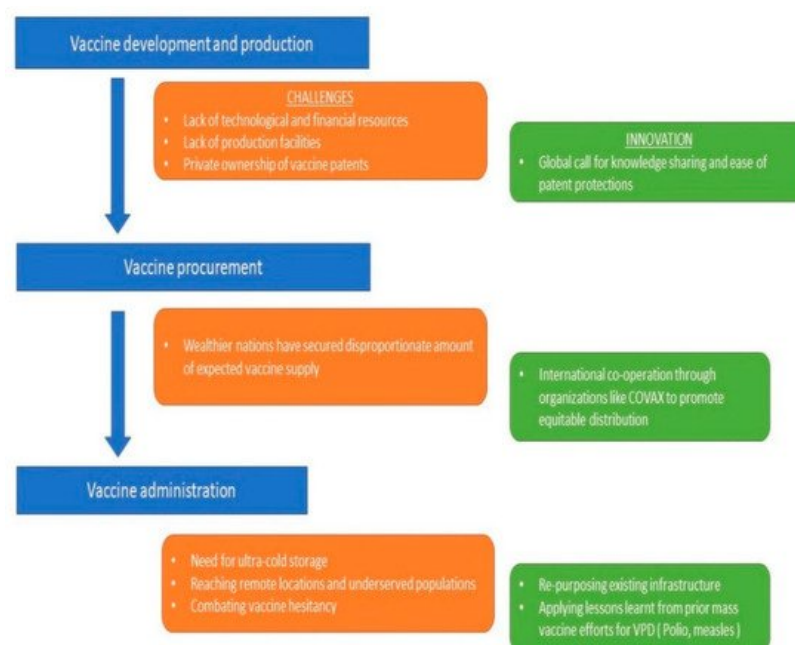 Vaccine development and production
CHALLENGES
• Lack of technological and financial resources
• Lack of production facilities
• Private ownership of vaccine patents
INNOVATION
• Global call for knowledge sharing and ease of
patent protections
Vaccine procurement
• Wealthier nations have secured disproportionate amount
of expected vaccine supply
• International co-operation through
organizations like COVAX to promote
equitable distribution
Vaccine administration
• Need for ultra-cold storage
• Reaching remote locations and underserved populations
• Combating vaccine hesitancy
• Re-purposing existing infrastructure
• Applying lessons learnt from prior mass
vaccine efforts for VPD ( Polio, measles )